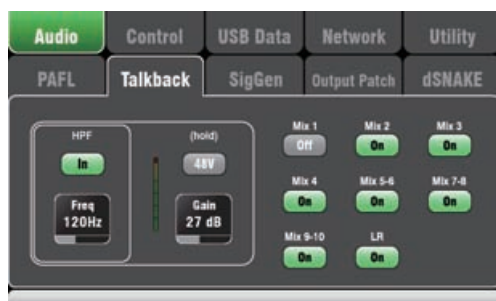 Audio Control USB Data Network Utility
PAFL Talkback SigGen Output Patch dSNAKE
HPF
In
Freq
120Hz
(hold)
48V
Gain
27 dB
Mix 1 Mix 2 Mix 3
Off On On
Mix 4 Mix 5-6 Mix 7-8
On On On
Mix 9-10 LR
On On